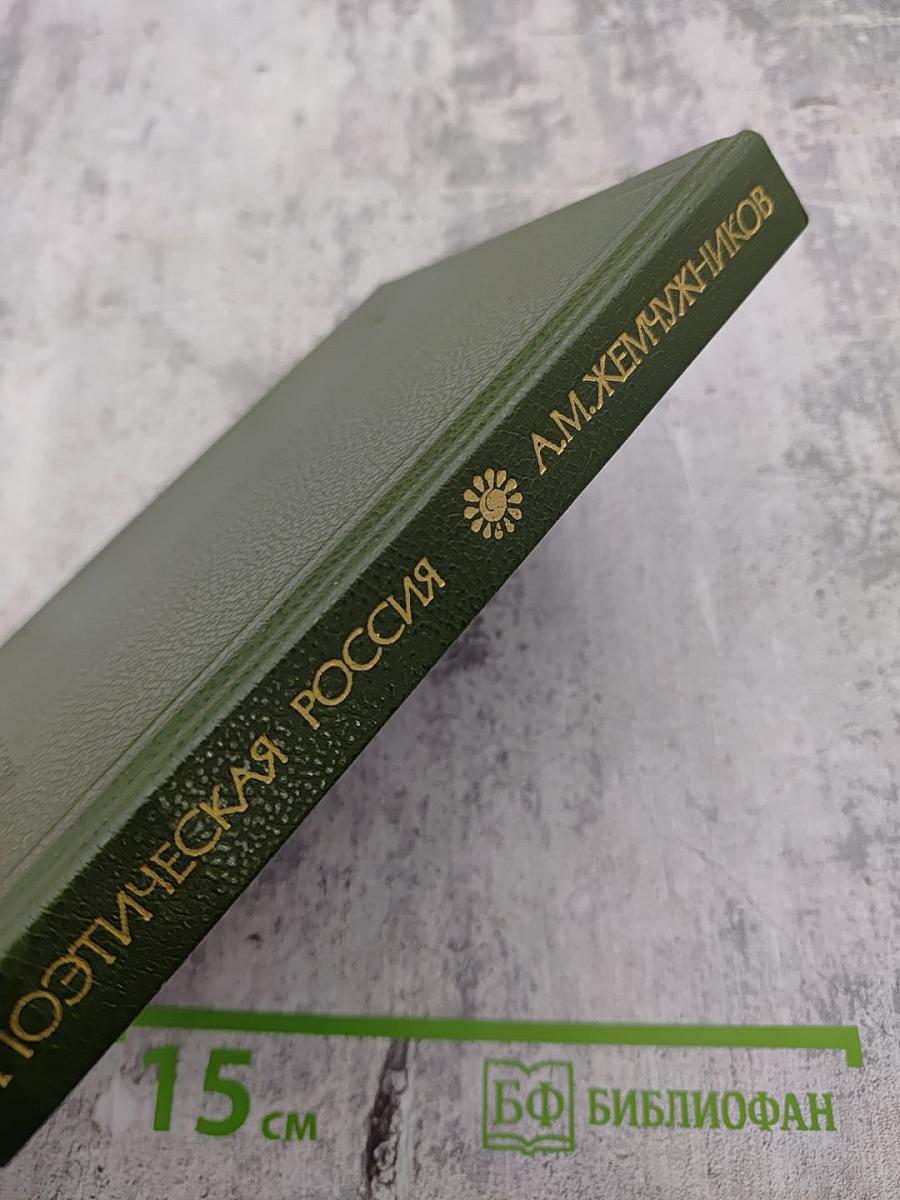 ПОЭТИЧЕСКАЯ РОССИЯ А.М.ЖЕМЧУЖНИКОВ
15 см
БФ БИБЛИОФАН